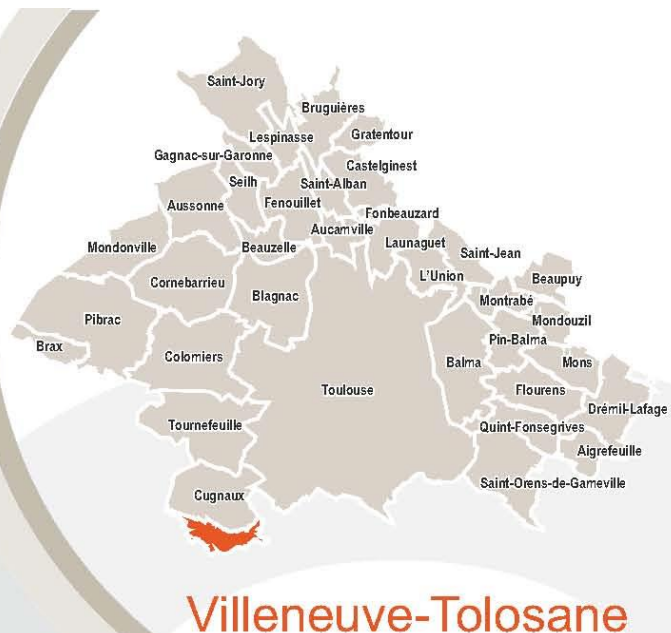 Saint-Jory
Bruguières
Lespinasse
Gratentour
Gagnac-sur-Garonne
Castelginest
Seilh
Saint-Alban
Aussonne
Fenouillet
Fonbeauzard
Aucamville
Launaguet
Mondonville
Beauzelle
Saint-Jean
L'Union
Beaupuy
Cornebarrieu
Blagnac
Montrabé
Pibrac
Mondouzil
Brax
Pin-Balma
Colomiers
Balma
Mons
Toulouse
Flourens
Drémil-Lafage
Tournefeuille
Quint-Fonsegrives
Aigrefeuille
Saint-Orens-de-Gameville
Cugnaux
Villeneuve-Tolosane